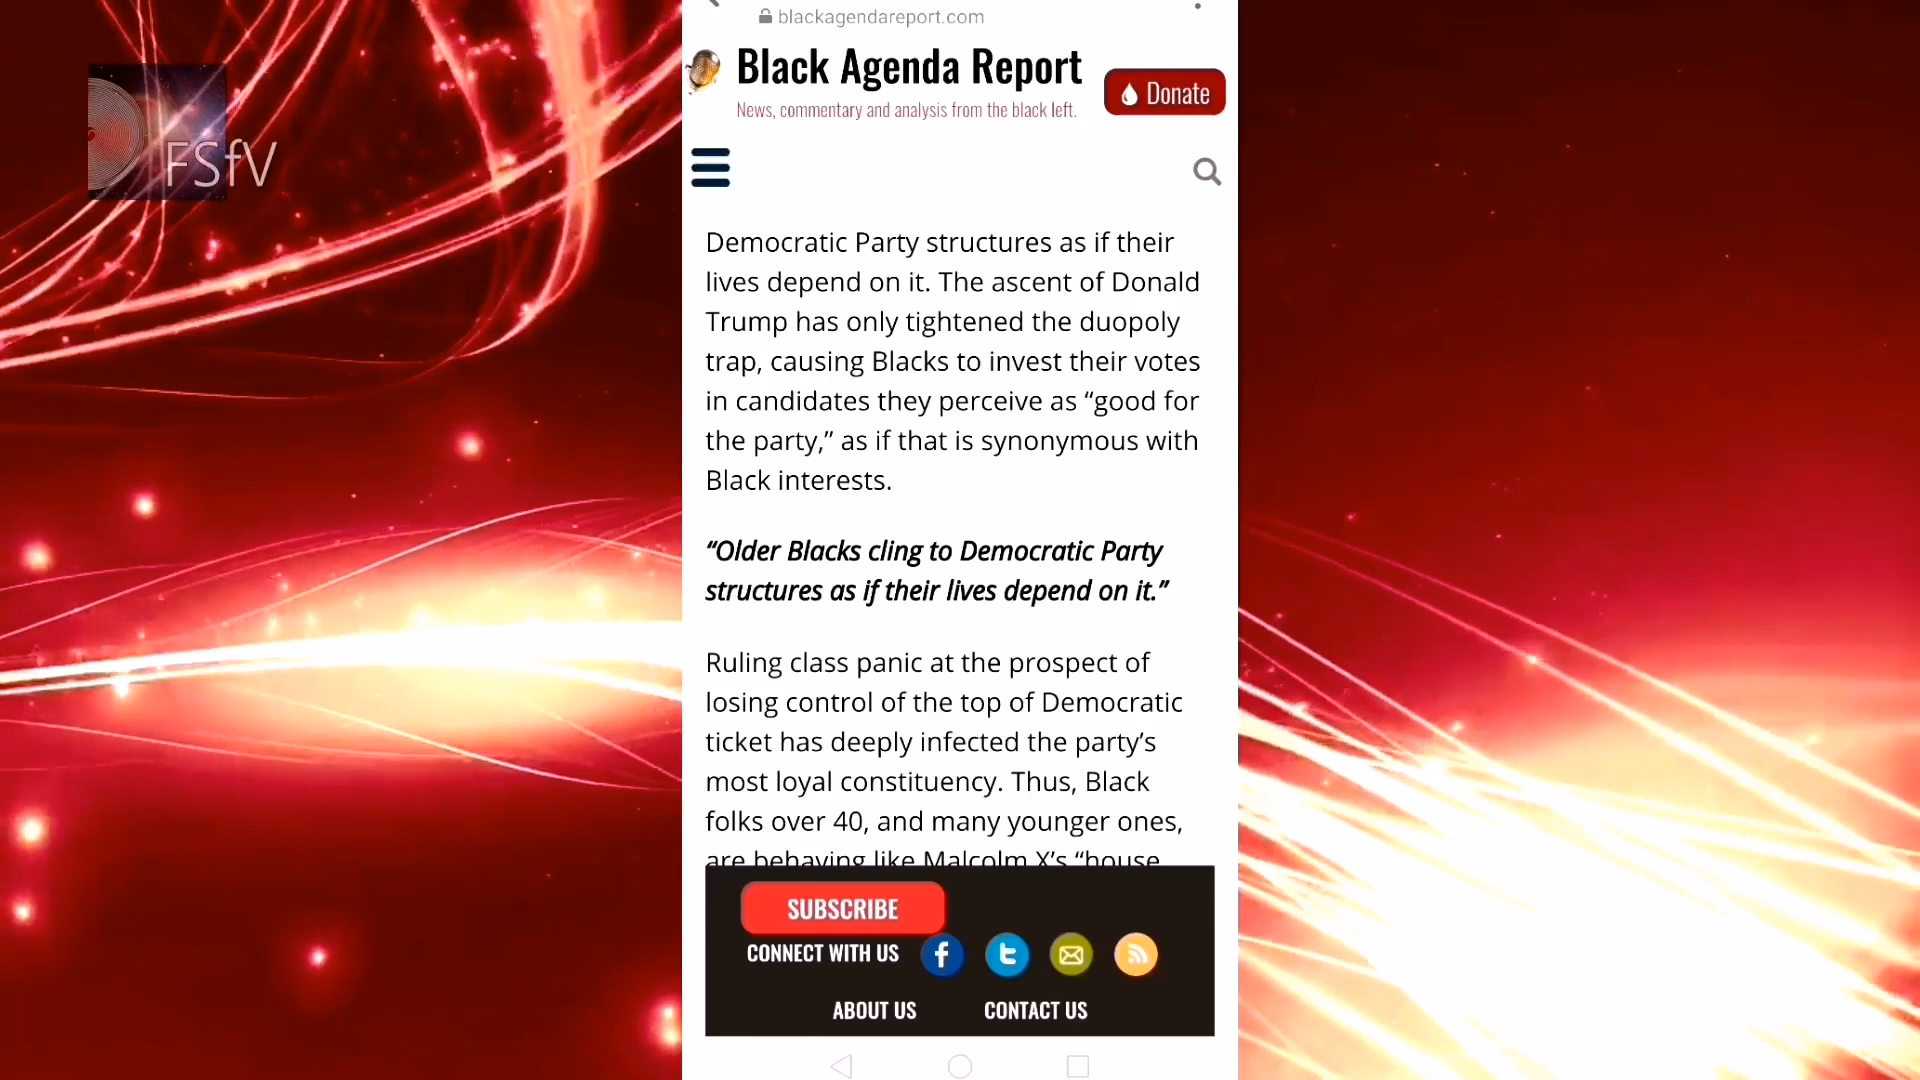 blackagendareport.com
Black Agenda Report
News, commentary and analysis from the black left.
Donate
FSfV
Democratic Party structures as if their
lives depend on it. The ascent of Donald
Trump has only tightened the duopoly
trap, causing Blacks to invest their votes
in candidates they perceive as “good for
the party,” as if that is synonymous with
Black interests.
“Older Blacks cling to Democratic Party
structures as if their lives depend on it.”
Ruling class panic at the prospect of
losing control of the top of Democratic
ticket has deeply infected the party’s
most loyal constituency. Thus, Black
folks over 40, and many younger ones,
are behaving like Malcolm X’s “house
SUBSCRIBE
CONNECT WITH US
ABOUT US CONTACT US